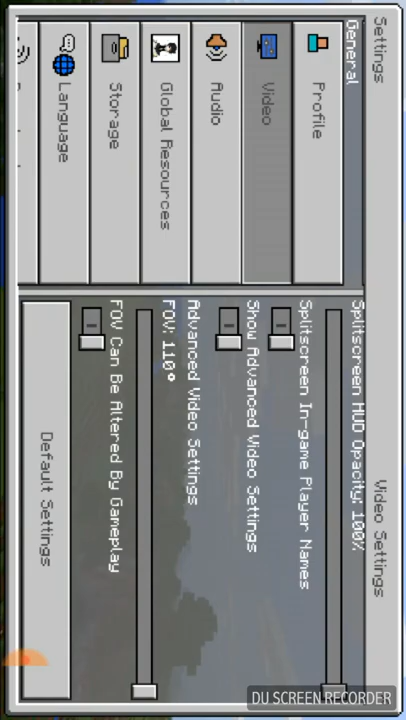 Settings
Video Settings
General
Profile
Video
Audio
Global Resources
Storage
Language
Splitscreen HUD Opacity: 100%
Splitscreen In-game Player Names
Show Advanced Video Settings
Advanced Video Settings
FOV: 110°
FOV Can Be Altered By Gameplay
Default Settings
DU SCREEN RECORDER